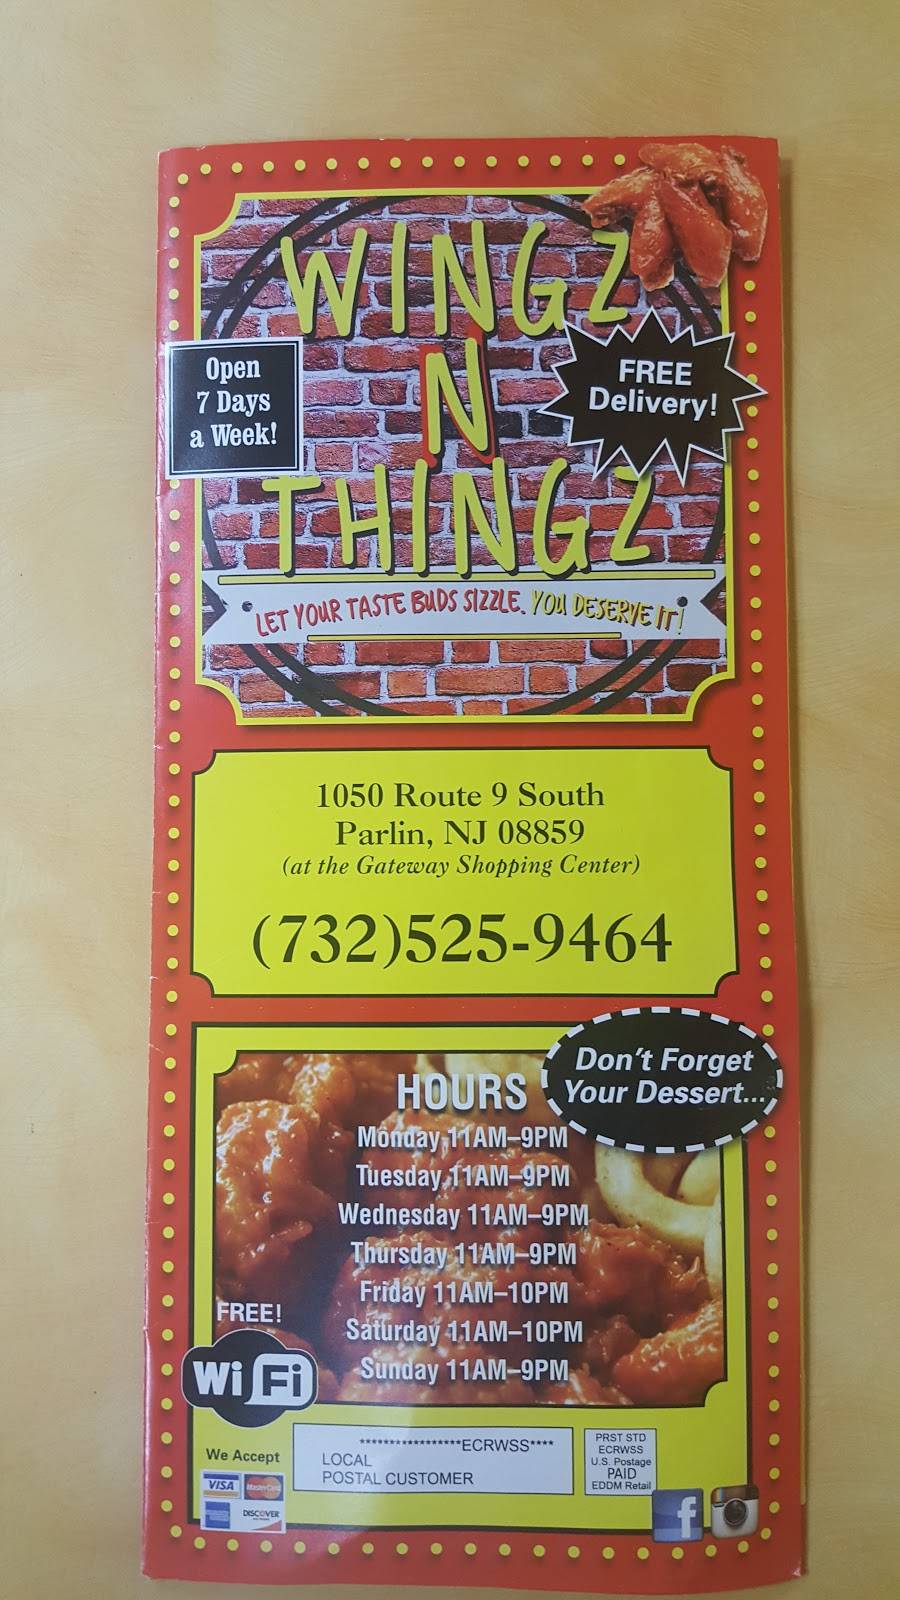 WINGZ
N
THINGZ
Open
7 Days
a Week!
FREE
Delivery!
LET YOUR TASTE BUDS SIZZLE. YOU DESERVE IT!
1050 Route 9 South
Parlin, NJ 08859
(at the Gateway Shopping Center)
(732)525-9464
Don't Forget
Your Dessert...
HOURS
Monday 11AM–9PM
Tuesday 11AM–9PM
Wednesday 11AM–9PM
Thursday 11AM–9PM
Friday 11AM–10PM
Saturday 11AM–10PM
Sunday 11AM–9PM
FREE!
Wi Fi
We Accept
VISA
MasterCard
DISCOVER
*****************ECRWSS****
LOCAL
POSTAL CUSTOMER
PRST STD
ECRWSS
U.S. Postage
PAID
EDDM Retail
f